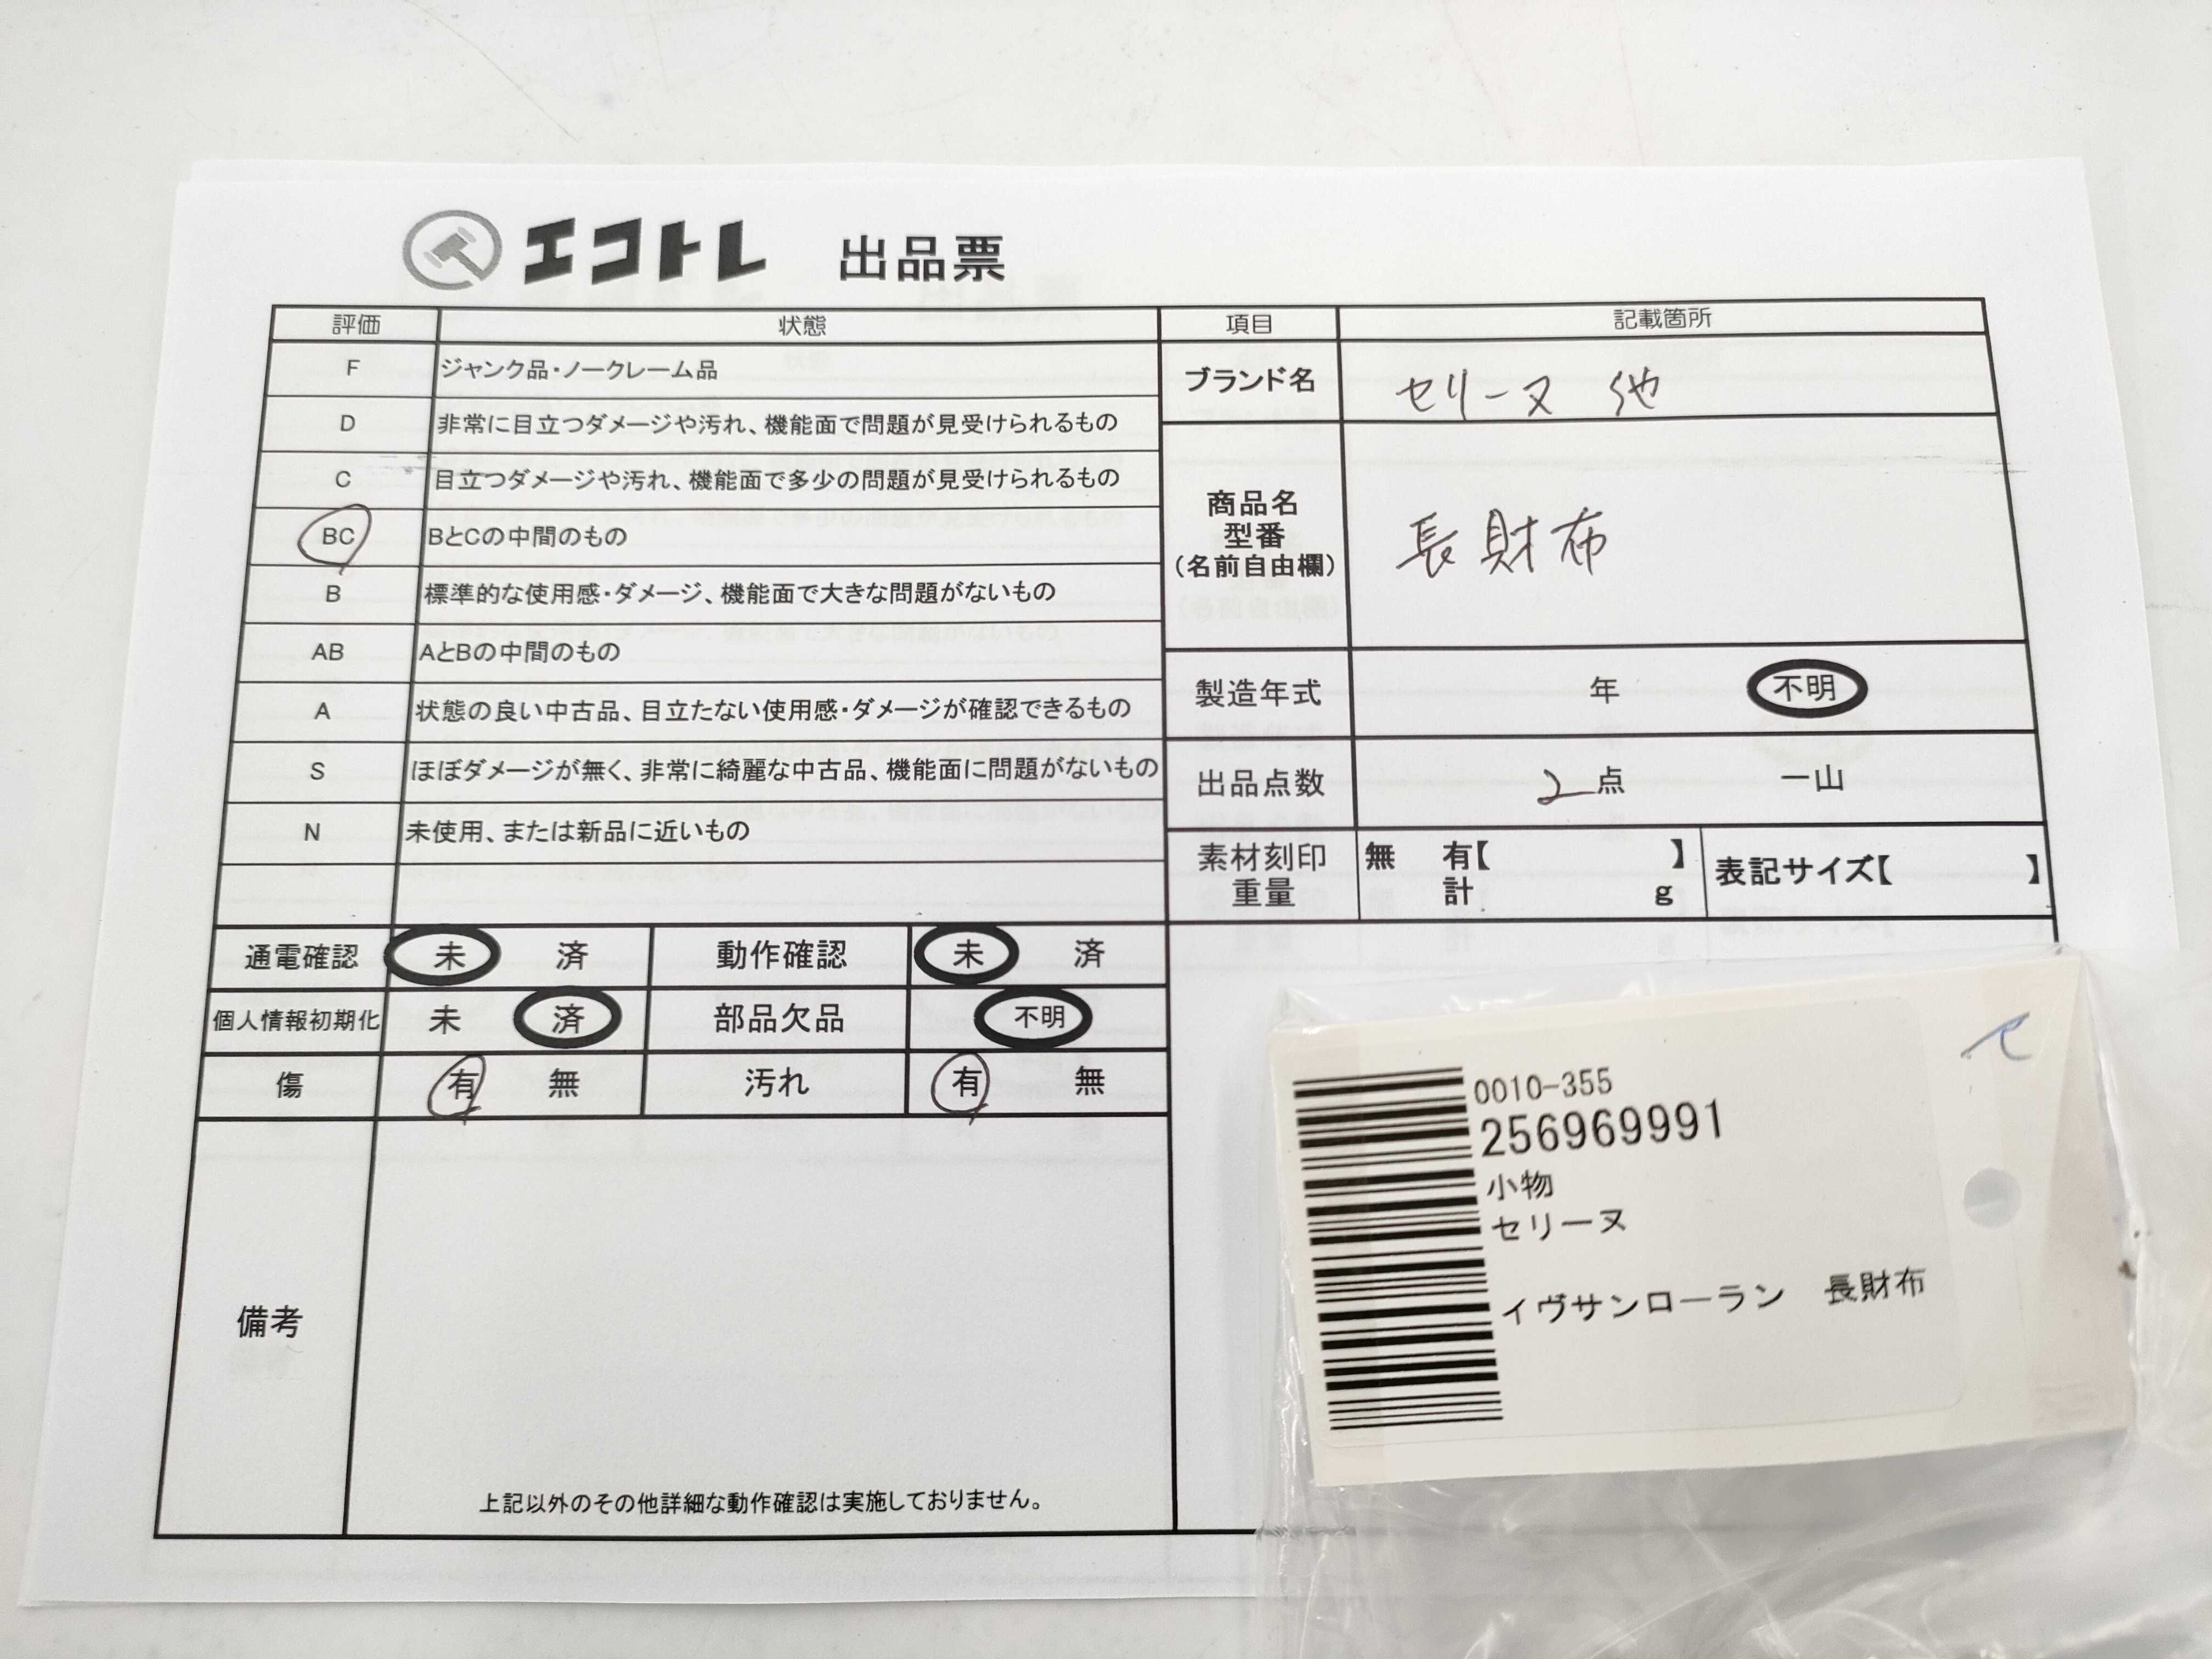 エコトレ 出品票
評価 状態 項目 記載箇所
F ジャンク品・ノークレーム品
D 非常に目立つダメージや汚れ、機能面で問題が見受けられるもの
C 目立つダメージや汚れ、機能面で多少の問題が見受けられるもの
BC BとCの中間のもの
B 標準的な使用感・ダメージ、機能面で大きな問題がないもの
AB AとBの中間のもの
A 状態の良い中古品、目立たない使用感・ダメージが確認できるもの
S ほぼダメージが無く、非常に綺麗な中古品、機能面に問題がないもの
N 未使用、または新品に近いもの
ブランド名 セリーヌ 他
商品名
型番
(名前自由欄)
長財布
製造年式 年 不明
出品点数 2点 一山
素材刻印 無 有【 】
重量 計 g
表記サイズ【 】
通電確認 未 済 動作確認 未 済
個人情報初期化 未 済 部品欠品 不明
傷 有 無 汚れ 有 無
備考
上記以外のその他詳細な動作確認は実施しておりません。
0010-355
256969991
小物
セリーヌ
イヴサンローラン 長財布